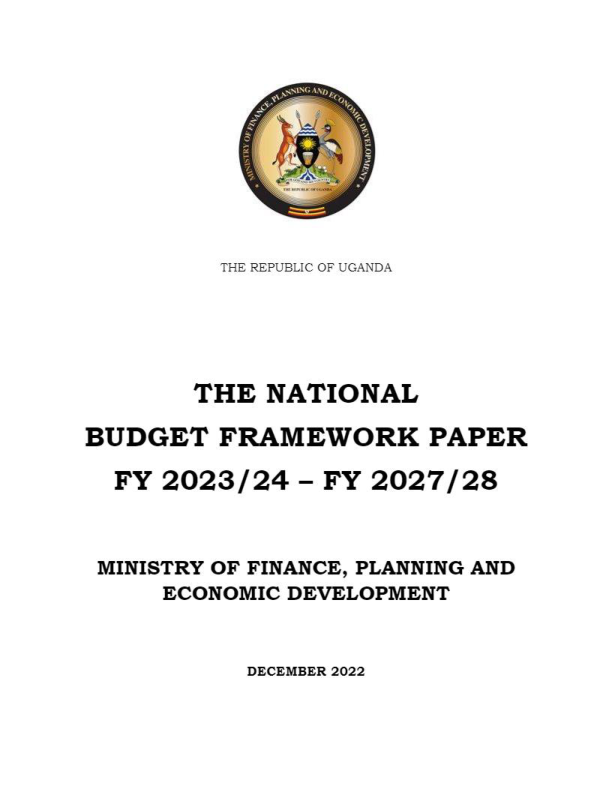 MINISTRY OF FINANCE, PLANNING AND ECONOMIC DEVELOPMENT
THE REPUBLIC OF UGANDA
THE REPUBLIC OF UGANDA
THE NATIONAL
BUDGET FRAMEWORK PAPER
FY 2023/24 – FY 2027/28
MINISTRY OF FINANCE, PLANNING AND
ECONOMIC DEVELOPMENT
DECEMBER 2022